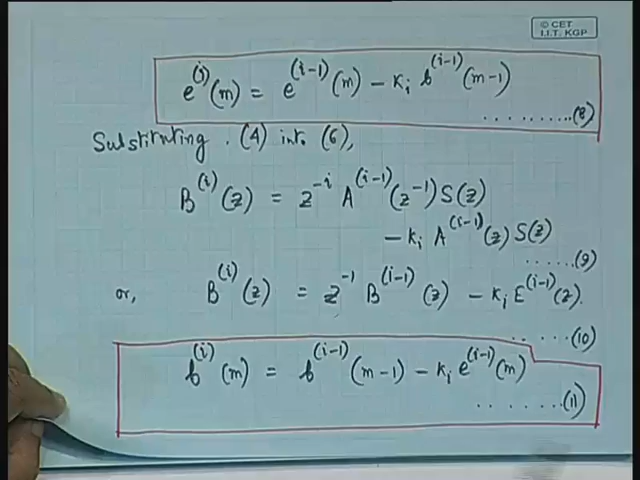 © CET
I.I.T. KGP
e^(i)(m) = e^(i-1)(m) - k_i b^(i-1)(m-1)
..........(8)
Substituting (4) into (6),
B^(i)(z) = z^-i A^(i-1)(z^-1) S(z)
- k_i A^(i-1)(z) S(z)
......(9)
or, B^(i)(z) = z^-1 B^(i-1)(z) - k_i E^(i-1)(z).
......(10)
b^(i)(m) = b^(i-1)(m-1) - k_i e^(i-1)(m)
........(11)